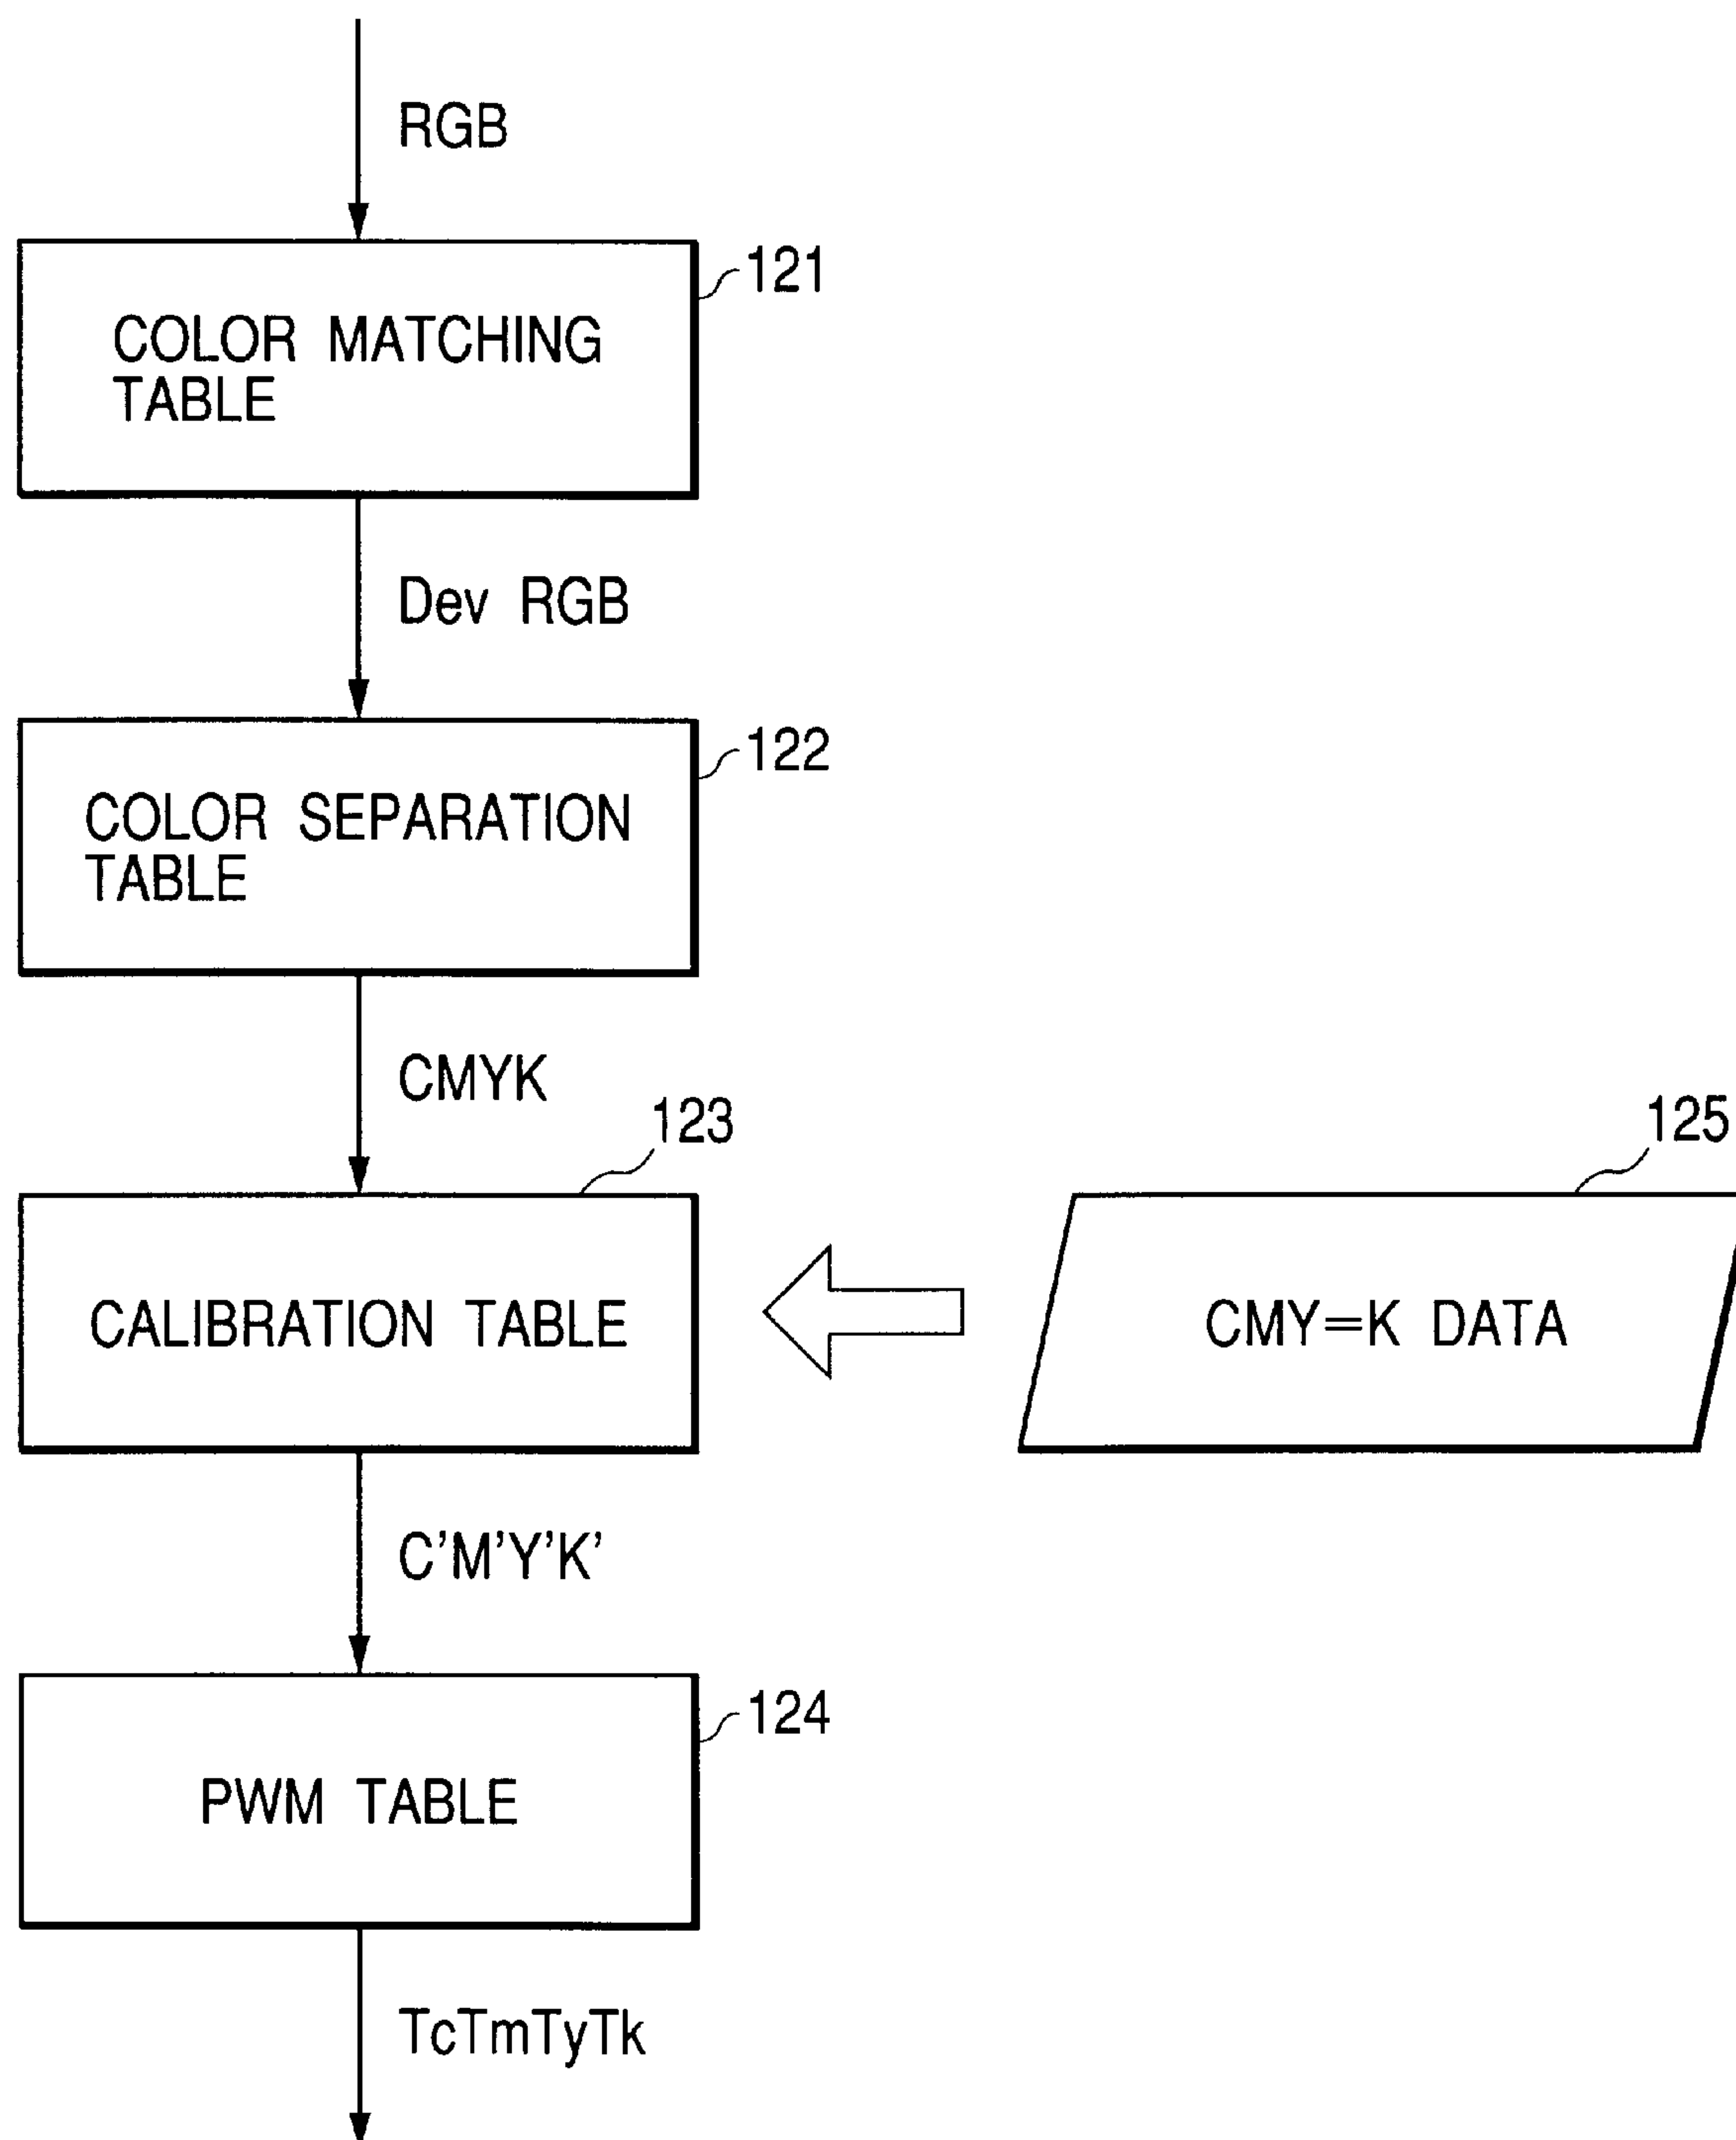 RGB
121
COLOR MATCHING
TABLE
Dev RGB
122
COLOR SEPARATION
TABLE
CMYK
123
125
CALIBRATION TABLE
CMY=K DATA
C'M'Y'K'
124
PWM TABLE
TcTmTyTk